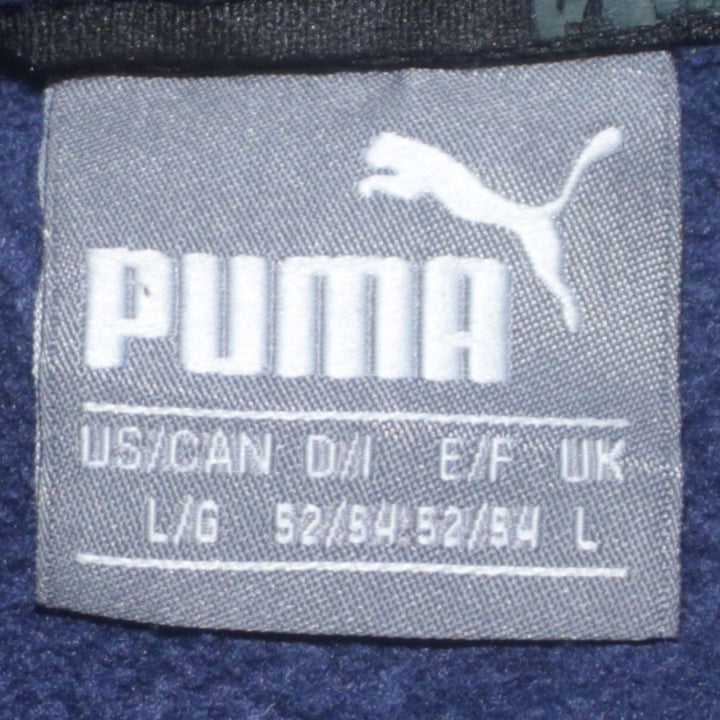 PUMA
US/CAN D/I E/F UK
L/G 52/54 52/54 L